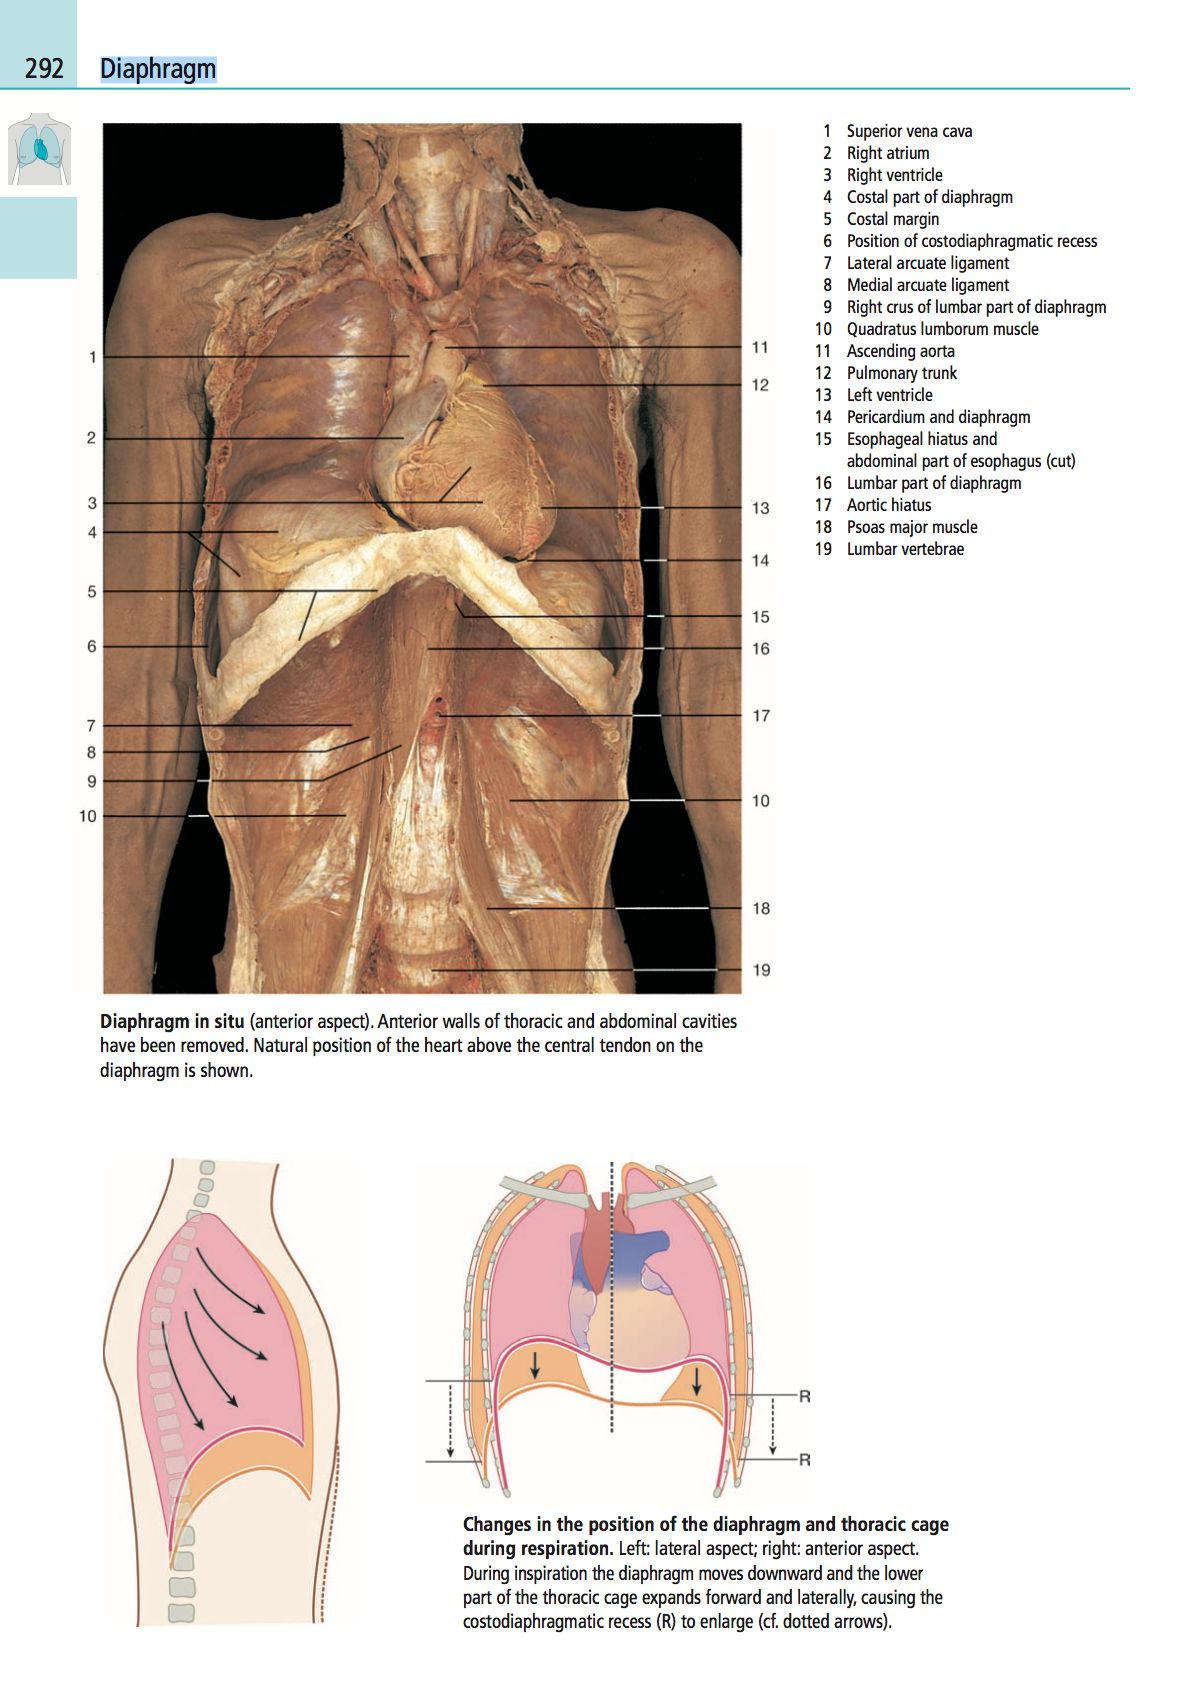 292 Diaphragm
1 Superior vena cava
2 Right atrium
3 Right ventricle
4 Costal part of diaphragm
5 Costal margin
6 Position of costodiaphragmatic recess
7 Lateral arcuate ligament
8 Medial arcuate ligament
9 Right crus of lumbar part of diaphragm
10 Quadratus lumborum muscle
11 Ascending aorta
12 Pulmonary trunk
13 Left ventricle
14 Pericardium and diaphragm
15 Esophageal hiatus and
abdominal part of esophagus (cut)
16 Lumbar part of diaphragm
17 Aortic hiatus
18 Psoas major muscle
19 Lumbar vertebrae
1
2
3
4
5
6
7
8
9
10
11
12
13
14
15
16
17
10
18
19
Diaphragm in situ (anterior aspect). Anterior walls of thoracic and abdominal cavities
have been removed. Natural position of the heart above the central tendon on the
diaphragm is shown.
R
R
Changes in the position of the diaphragm and thoracic cage
during respiration. Left: lateral aspect; right: anterior aspect.
During inspiration the diaphragm moves downward and the lower
part of the thoracic cage expands forward and laterally, causing the
costodiaphragmatic recess (R) to enlarge (cf. dotted arrows).